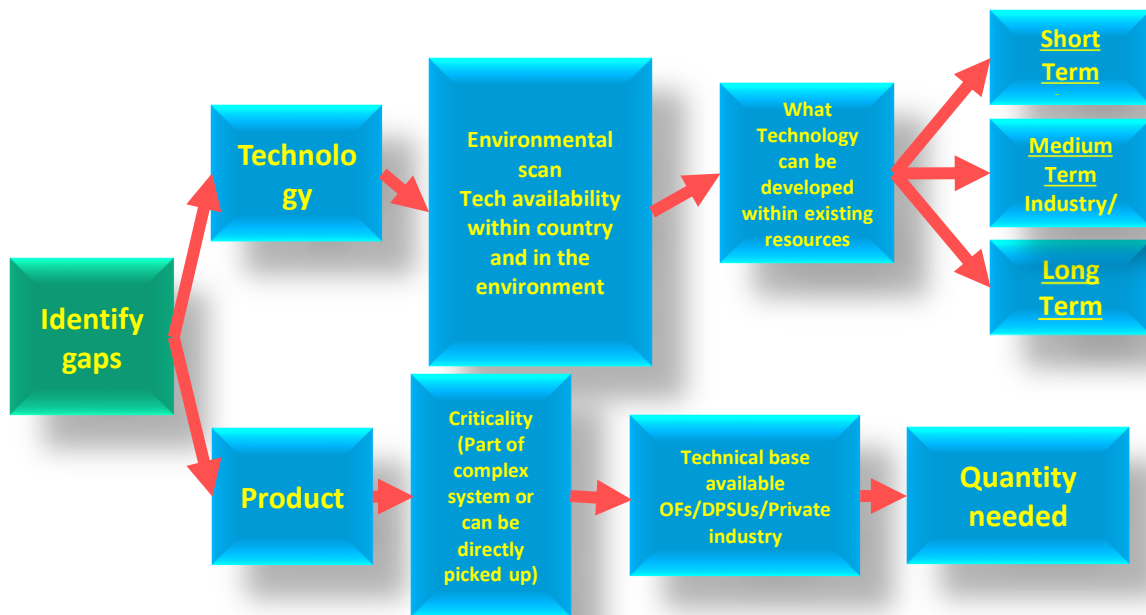 Identify
gaps
Technolo
gy
Environmental
scan
Tech availability
within country
and in the
environment
What
Technology
can be
developed
within existing
resources
Short
Term
Medium
Term
Industry/
Long
Term
Product
Criticality
(Part of
complex
system or
can be
directly
picked up)
Technical base
available
OFs/DPSUs/Private
industry
Quantity
needed